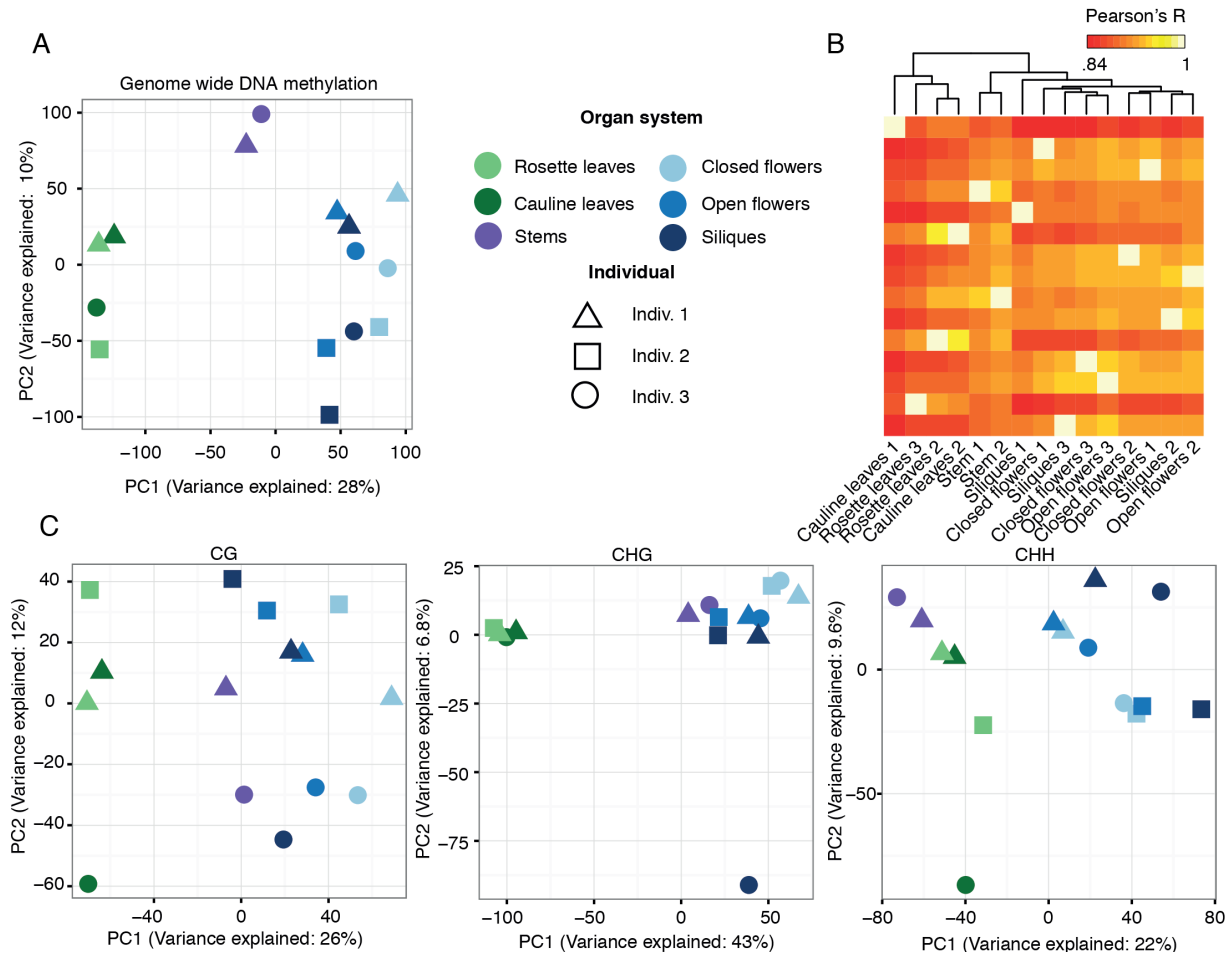 A
Genome wide DNA methylation
100
50
0
−50
−100
PC2 (Variance explained: 10%)
−100
−50
0
50
100
PC1 (Variance explained: 28%)
Organ system
Rosette leaves
Closed flowers
Cauline leaves
Open flowers
Stems
Siliques
Individual
Indiv. 1
Indiv. 2
Indiv. 3
B
Pearson's R
.84
1
Cauline leaves 1
Rosette leaves 3
Rosette leaves 2
Cauline leaves 2
Stem 1
Stem 2
Siliques 1
Closed flowers 1
Siliques 3
Closed flowers 3
Open flowers 3
Closed flowers 2
Open flowers 1
Siliques 2
Open flowers 2
C
CG
40
20
0
−20
−40
−60
PC2 (Variance explained: 12%)
−40
0
40
PC1 (Variance explained: 26%)
CHG
25
0
−25
−50
−75
PC2 (Variance explained: 6.8%)
−100
−50
0
50
PC1 (Variance explained: 43%)
CHH
0
−50
PC2 (Variance explained: 9.6%)
−80
−40
0
40
80
PC1 (Variance explained: 22%)